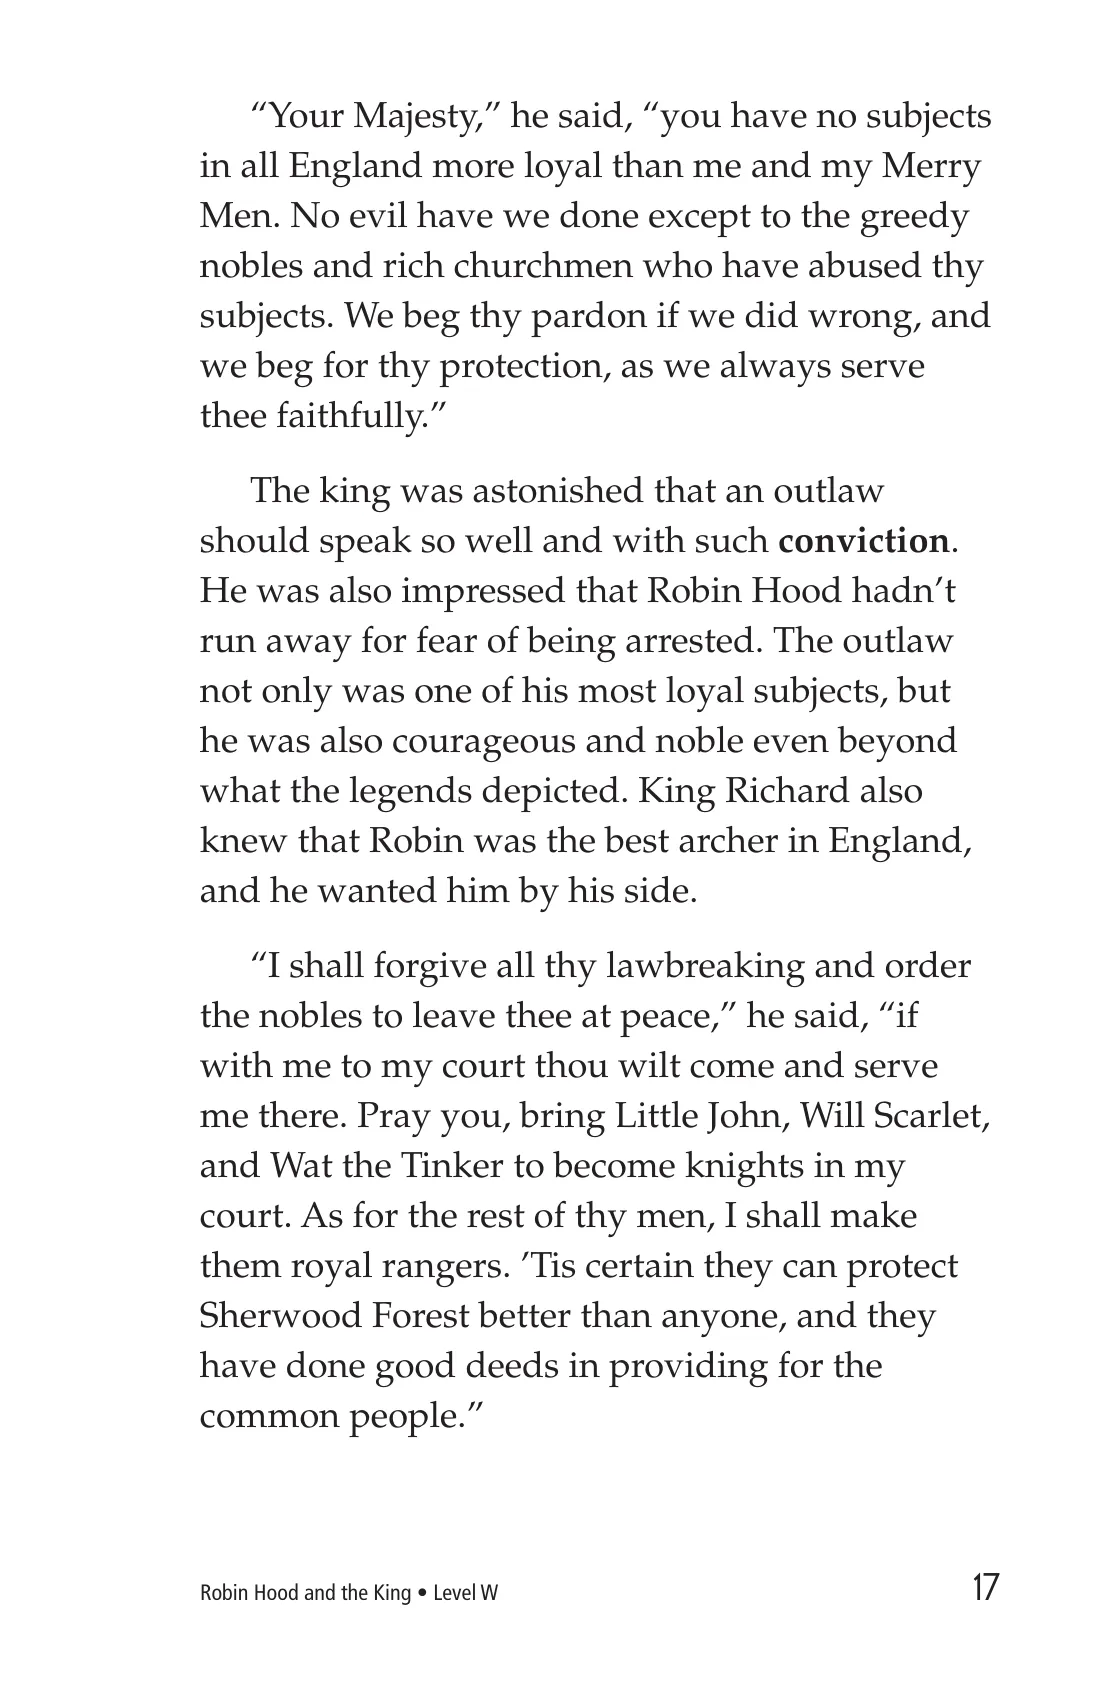 “Your Majesty,” he said, “you have no subjects
in all England more loyal than me and my Merry
Men. No evil have we done except to the greedy
nobles and rich churchmen who have abused thy
subjects. We beg thy pardon if we did wrong, and
we beg for thy protection, as we always serve
thee faithfully.”
The king was astonished that an outlaw
should speak so well and with such conviction.
He was also impressed that Robin Hood hadn’t
run away for fear of being arrested. The outlaw
not only was one of his most loyal subjects, but
he was also courageous and noble even beyond
what the legends depicted. King Richard also
knew that Robin was the best archer in England,
and he wanted him by his side.
“I shall forgive all thy lawbreaking and order
the nobles to leave thee at peace,” he said, “if
with me to my court thou wilt come and serve
me there. Pray you, bring Little John, Will Scarlet,
and Wat the Tinker to become knights in my
court. As for the rest of thy men, I shall make
them royal rangers. ’Tis certain they can protect
Sherwood Forest better than anyone, and they
have done good deeds in providing for the
common people.”
Robin Hood and the King • Level W
17